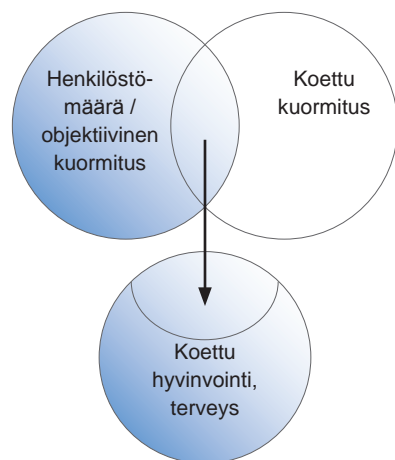 Henkilöstö-
määrä /
objektiivinen
kuormitus
Koettu
kuormitus
Koettu
hyvinvointi,
terveys